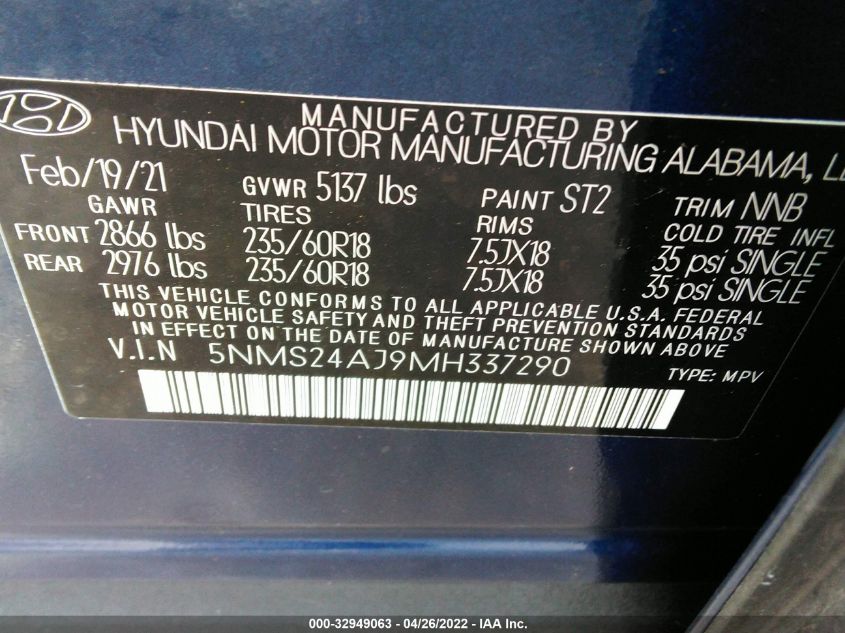 MANUFACTURED BY
HYUNDAI MOTOR MANUFACTURING ALABAMA,
Feb/19/21 GVWR 5137 lbs PAINT ST2 TRIM NNB
GAWR TIRES RIMS COLD TIRE INFL
FRONT 2866 lbs 235/60R18 7.5JX18 35 psi SINGLE
REAR 2976 lbs 235/60R18 7.5JX18 35 psi SINGLE
THIS VEHICLE CONFORMS TO ALL APPLICABLE U.S.A. FEDERAL
MOTOR VEHICLE SAFETY AND THEFT PREVENTION STANDARDS
IN EFFECT ON THE DATE OF MANUFACTURE SHOWN ABOVE
V.I.N 5NMS24AJ9MH337290 TYPE: MPV
000-32949063 - 04/26/2022 - IAA Inc.